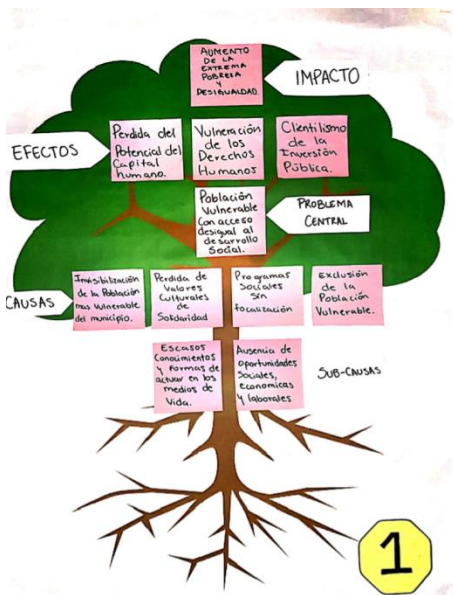 AUMENTO
DE LA
EXTREMA
POBREZA
Y
DESIGUALDAD.
IMPACTO
EFECTOS
Perdida del
Potencial del
Capital
humano.
Vulneración
de los
Derechos
Humanos
Clientilismo
de la
Inversión
Pública.
Población
Vulnerable
Con acceso
desigual al
desarrollo
Social.
PROBLEMA
CENTRAL
CAUSAS
Invisibilización
de la Población
mas Vulnerable
del municipio.
Perdida de
Valores
Culturales
de
Solidaridad
Programas
Sociales
Sin
focalización
Exclusión
de la
Población
Vulnerable.
Escasos
Conocimientos
y formas de
actuar en los
medios de
Vida.
Ausencia de
oportunidades
Sociales,
economicas
y laborales
SUB-CAUSAS
1